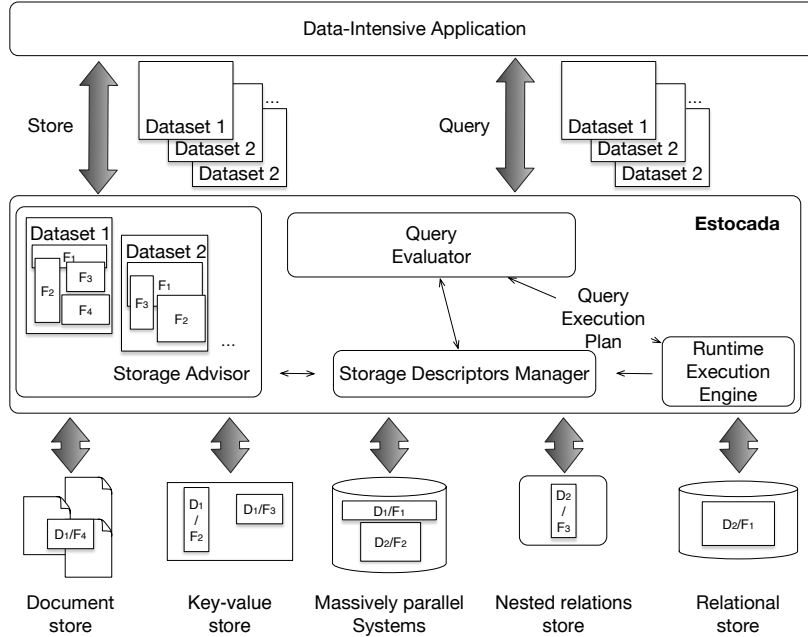 Data-Intensive Application
Store
Dataset 1
...
Dataset 2
Dataset 2
Query
Dataset 1
...
Dataset 2
Dataset 2
Estocada
Dataset 1
F1
F2
F3
F4
Dataset 2
F1
F3
F2
...
Storage Advisor
Query
Evaluator
Query
Execution
Plan
Storage Descriptors Manager
Runtime
Execution
Engine
D1/F4
D1
/
F2
D1/F3
D1/F1
D2/F2
D2
/
F3
D2/F1
Document
store
Key-value
store
Massively parallel
Systems
Nested relations
store
Relational
store